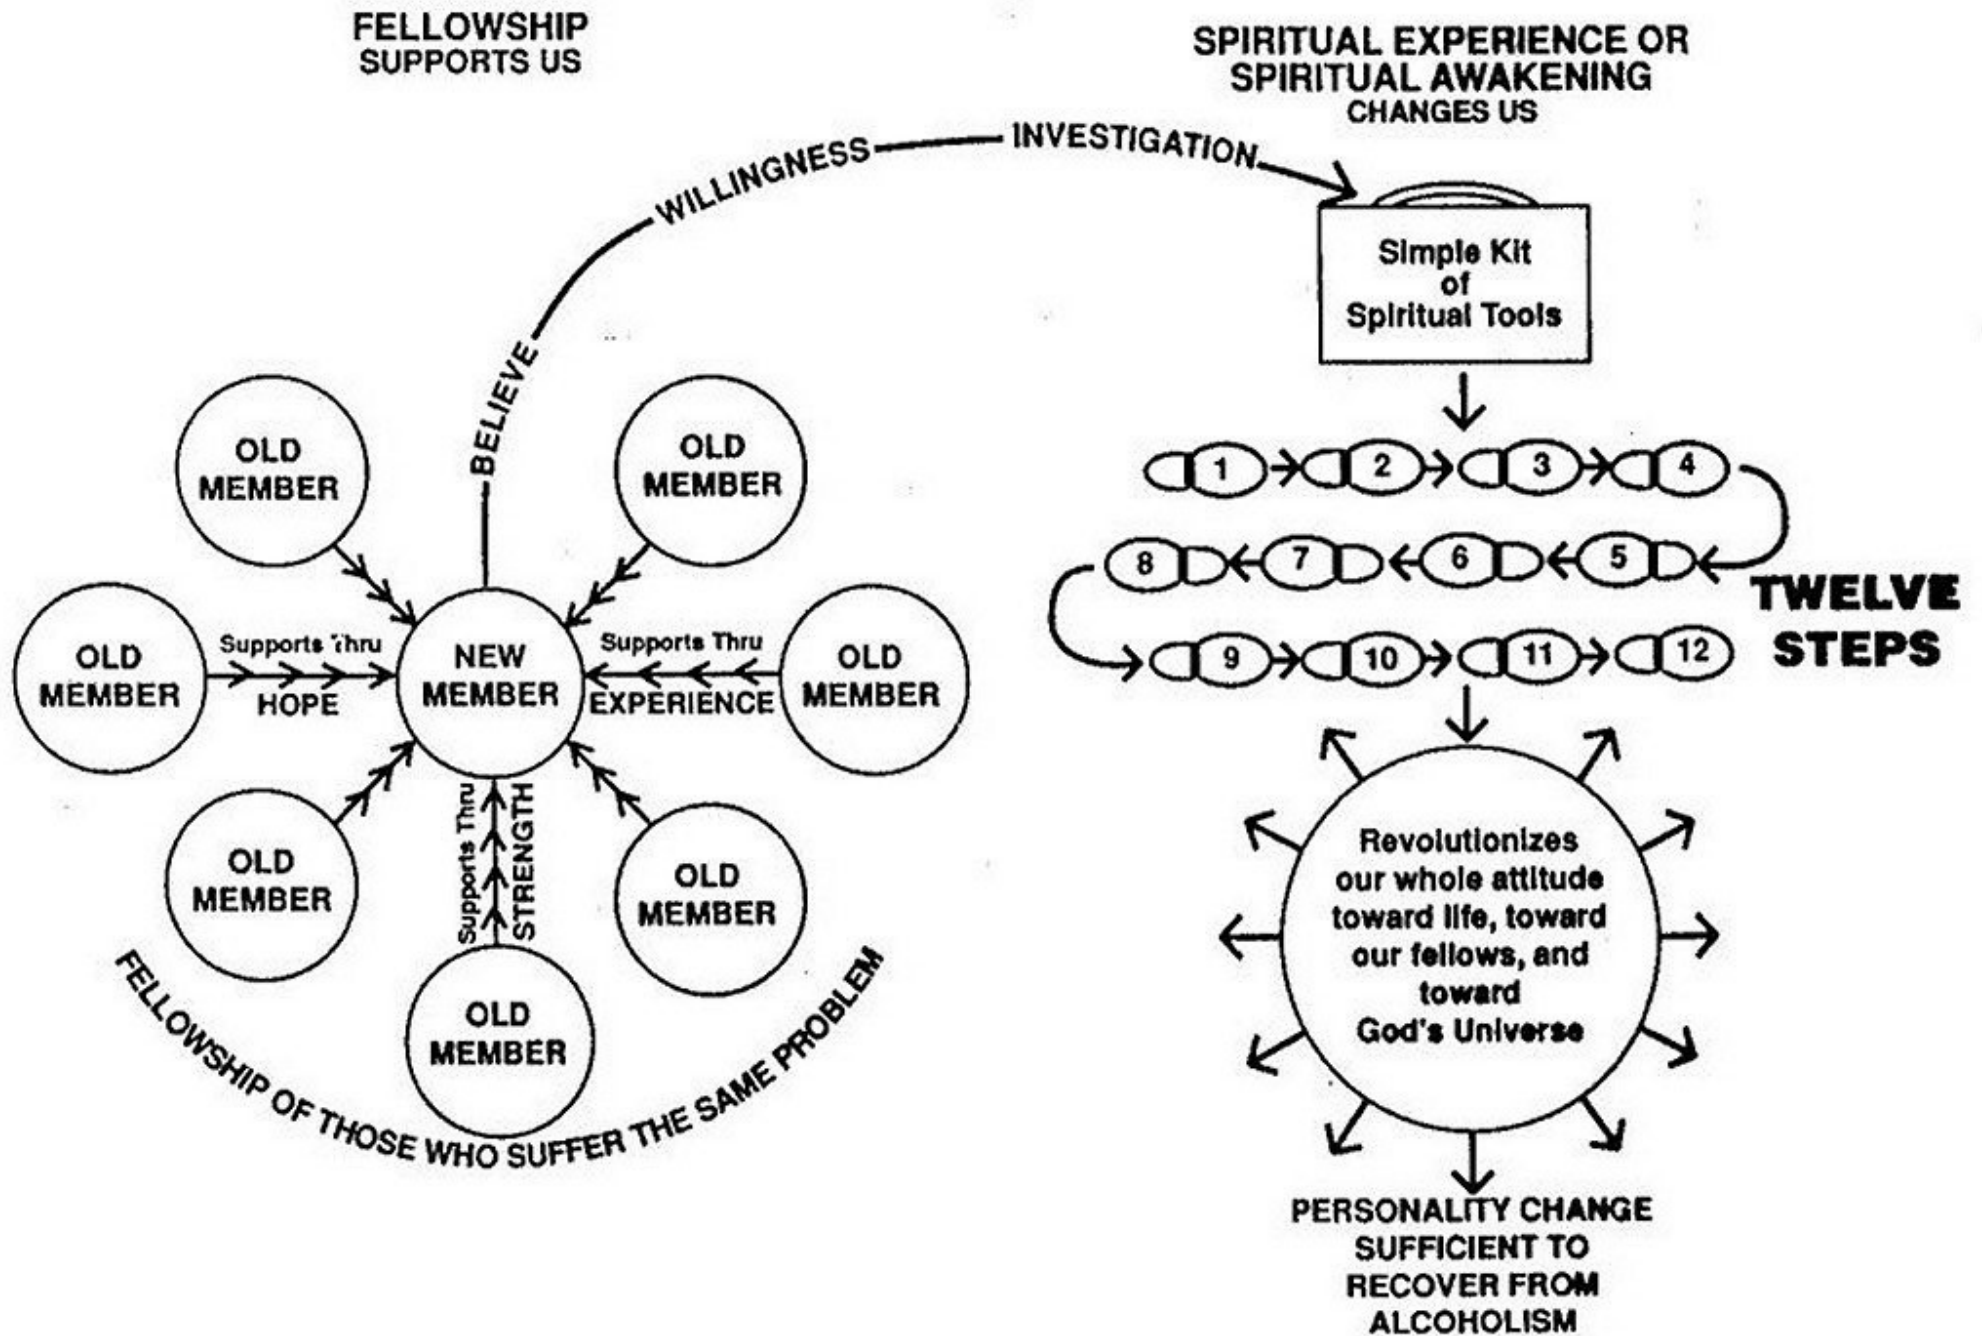 FELLOWSHIP
SUPPORTS US
SPIRITUAL EXPERIENCE OR
SPIRITUAL AWAKENING
CHANGES US
BELIEVE
WILLINGNESS
INVESTIGATION
Simple Kit
of
Spiritual Tools
OLD
MEMBER
OLD
MEMBER
OLD
MEMBER
Supports Thru
HOPE
NEW
MEMBER
Supports Thru
EXPERIENCE
OLD
MEMBER
OLD
MEMBER
Supports Thru
STRENGTH
OLD
MEMBER
OLD
MEMBER
FELLOWSHIP OF THOSE WHO SUFFER THE SAME PROBLEM
1 2 3 4
8 7 6 5
9 10 11 12
TWELVE
STEPS
Revolutionizes
our whole attitude
toward life, toward
our fellows, and
toward
God's Universe
PERSONALITY CHANGE
SUFFICIENT TO
RECOVER FROM
ALCOHOLISM